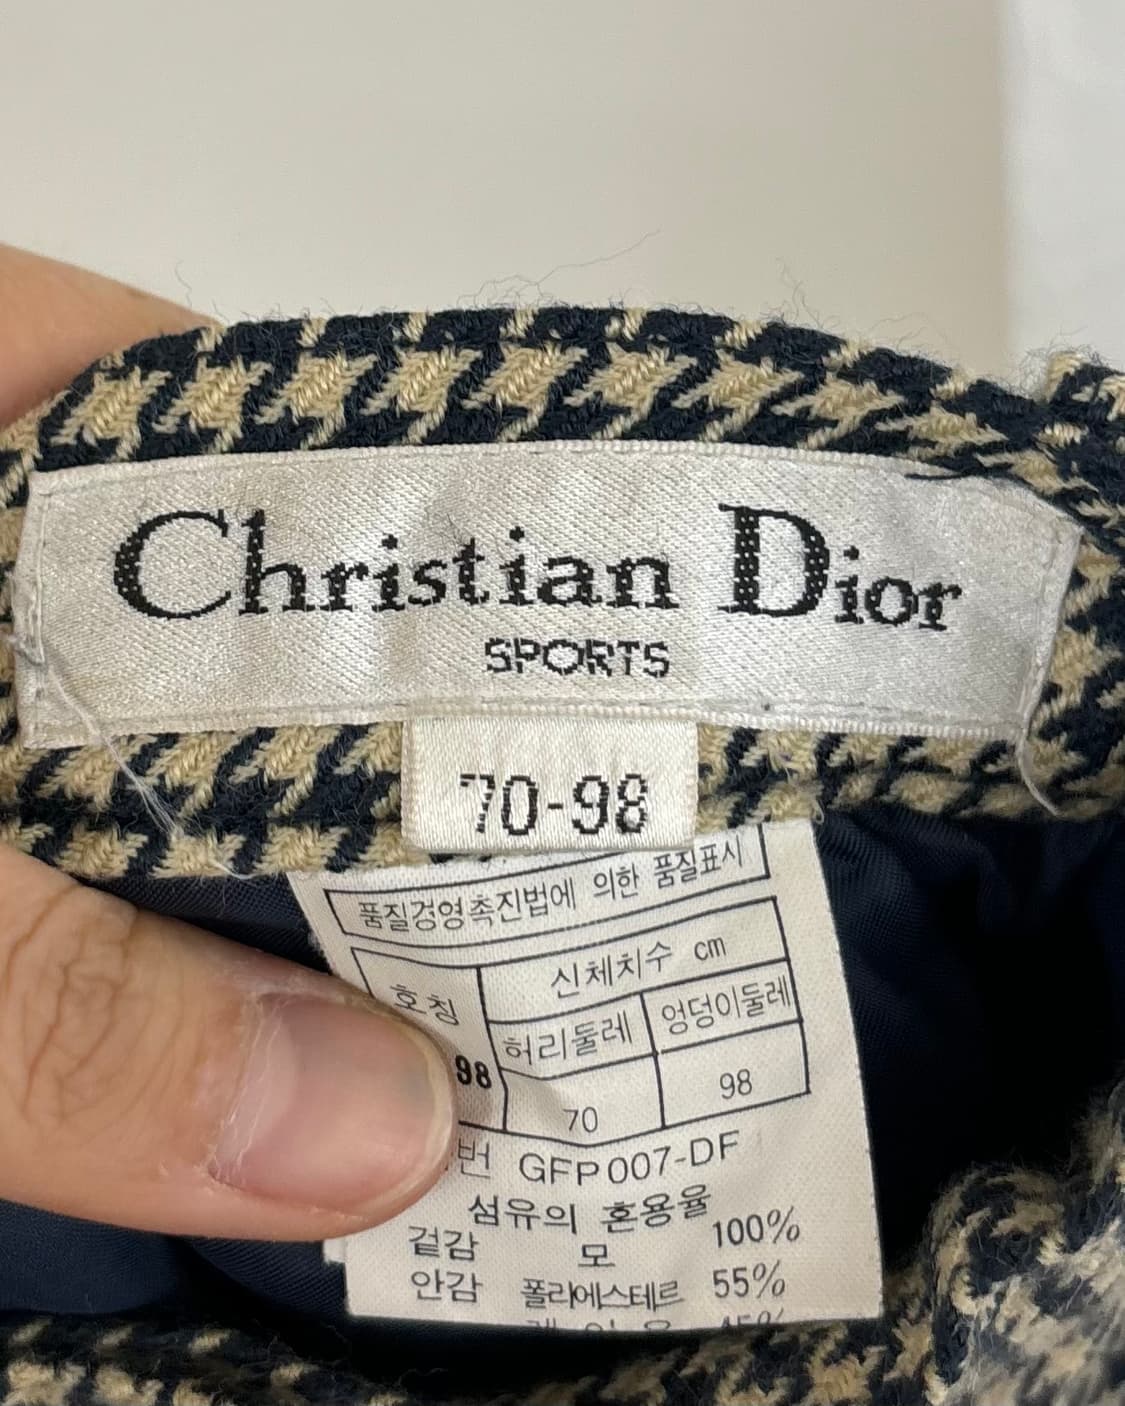 Christian Dior
SPORTS
70-98
품질경영촉진법에 의한 품질표시
호칭 신체치수 cm
허리둘레 엉덩이둘레
98 70 98
번 GFP007-DF
섬유의 혼용율
겉감 모 100%
안감 폴리에스테르 55%